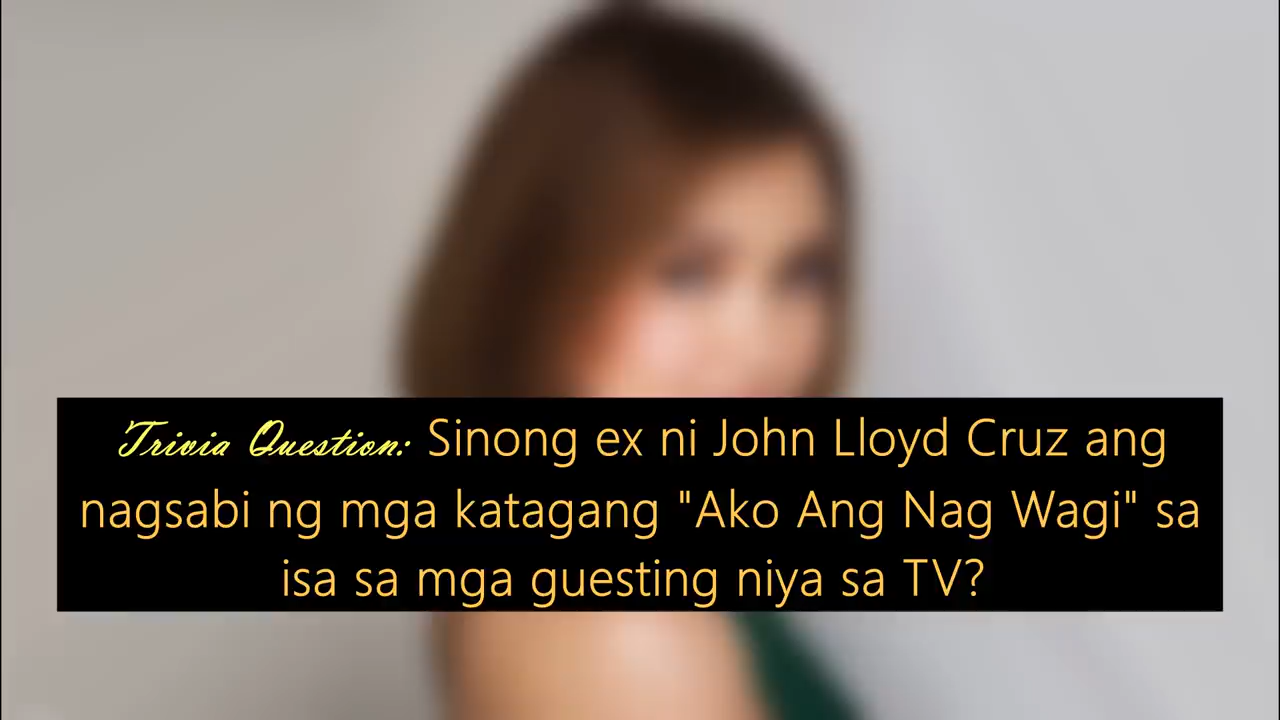 Trivia Question: Sinong ex ni John Lloyd Cruz ang
nagsabi ng mga katagang "Ako Ang Nag Wagi" sa
isa sa mga guesting niya sa TV?